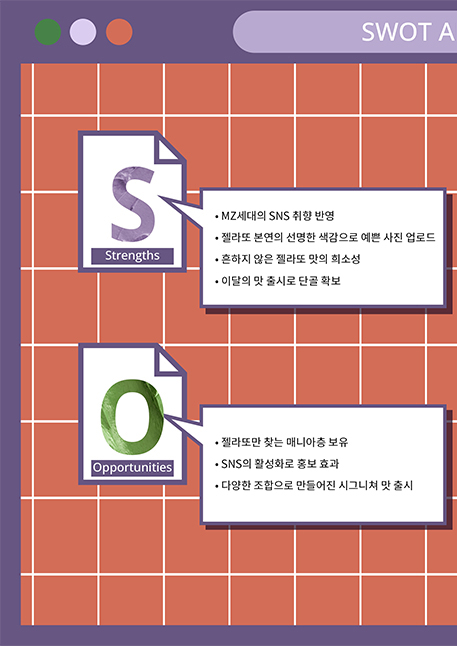 SWOT A
S
Strengths
• MZ세대의 SNS 취향 반영
• 젤라또 본연의 선명한 색감으로 예쁜 사진 업로드
• 흔하지 않은 젤라또 맛의 희소성
• 이달의 맛 출시로 단골 확보
O
Opportunities
• 젤라또만 찾는 매니아층 보유
• SNS의 활성화로 홍보 효과
• 다양한 조합으로 만들어진 시그니쳐 맛 출시